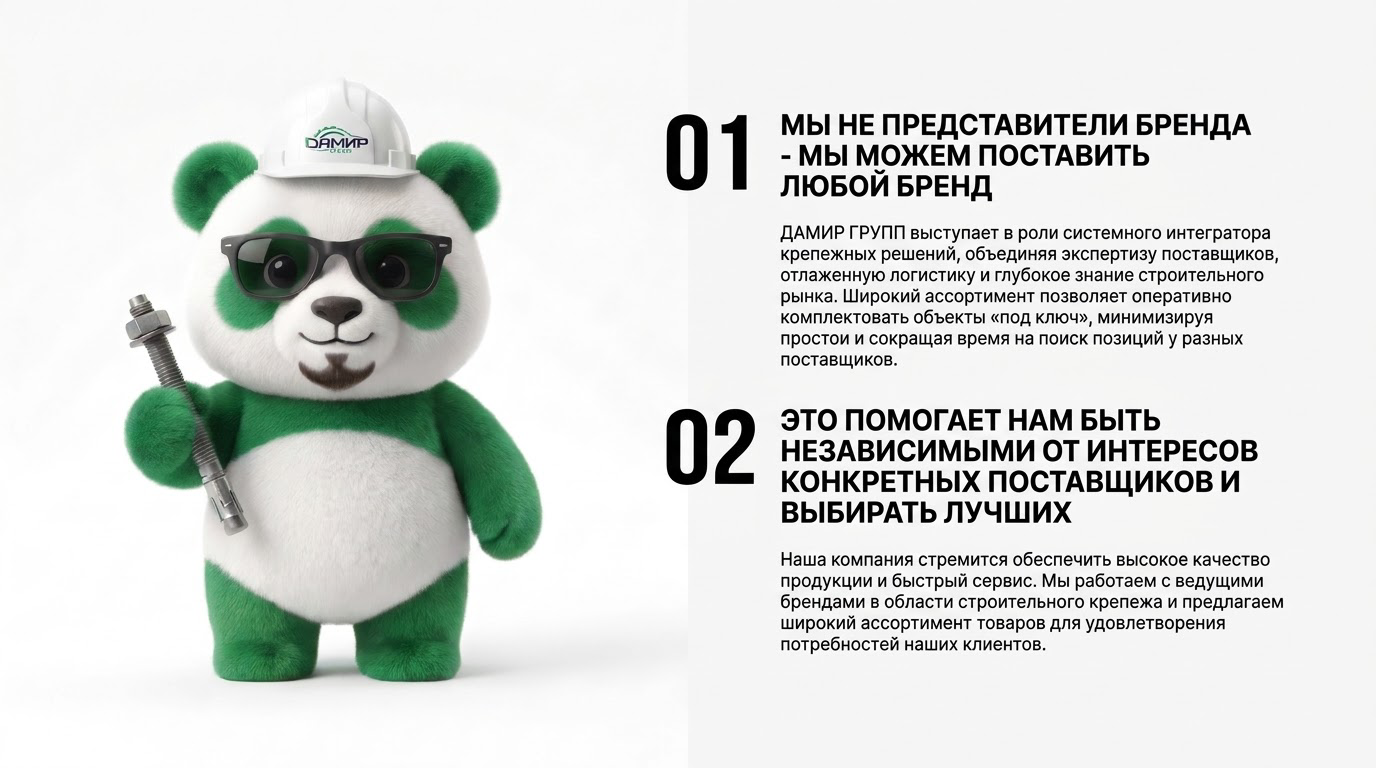 ДАМИР
01
МЫ НЕ ПРЕДСТАВИТЕЛИ БРЕНДА
- МЫ МОЖЕМ ПОСТАВИТЬ
ЛЮБОЙ БРЕНД
ДАМИР ГРУПП выступает в роли системного интегратора
крепежных решений, объединяя экспертизу поставщиков,
отлаженную логистику и глубокое знание строительного
рынка. Широкий ассортимент позволяет оперативно
комплектовать объекты «под ключ», минимизируя
простои и сокращая время на поиск позиций у разных
поставщиков.
02
ЭТО ПОМОГАЕТ НАМ БЫТЬ
НЕЗАВИСИМЫМИ ОТ ИНТЕРЕСОВ
КОНКРЕТНЫХ ПОСТАВЩИКОВ И
ВЫБИРАТЬ ЛУЧШИХ
Наша компания стремится обеспечить высокое качество
продукции и быстрый сервис. Мы работаем с ведущими
брендами в области строительного крепежа и предлагаем
широкий ассортимент товаров для удовлетворения
потребностей наших клиентов.